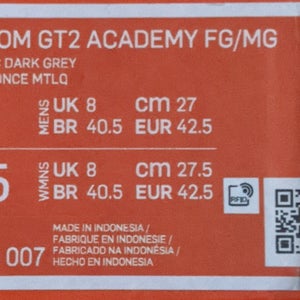 OM GT2 ACADEMY FG/MG
DARK GREY
ONCE MTLQ
MENS UK 8 cm 27
BR 40.5 EUR 42.5
5 WMNS UK 8 cm 27.5
BR 40.5 EUR 42.5
RFID
MADE IN INDONESIA /
FABRIQUE EN INDONESIE /
FABRICADO NA INDONÉSIA /
HECHO EN INDONESIA
007